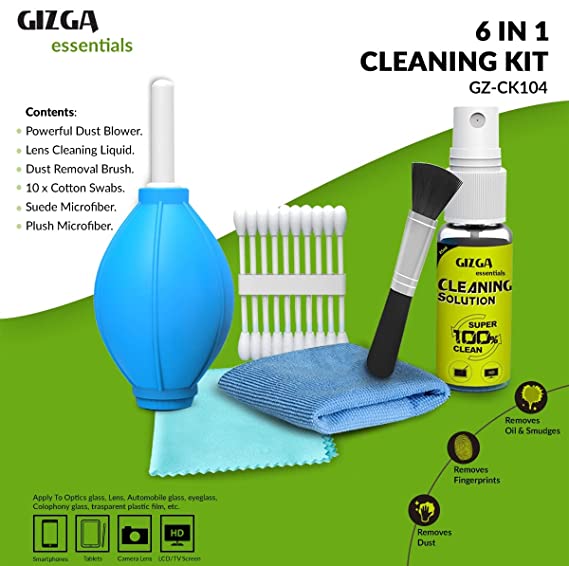 GIZGA
essentials
6 IN 1
CLEANING KIT
GZ-CK104
Contents:
Powerful Dust Blower.
Lens Cleaning Liquid.
Dust Removal Brush.
10 x Cotton Swabs.
Suede Microfiber.
Plush Microfiber.
GIZGA
essentials
CLEANING
SOLUTION
SUPER
100%
CLEAN
HD
Removes
Oil & Smudges
Removes
Fingerprints
Removes
Dust
Apply To Optics glass, Lens, Automobile glass, eyeglass,
Colophony glass, trasparent plastic film, etc.
HD
Smartphones
Tablets
Camera Lens
LCD/TV Screen